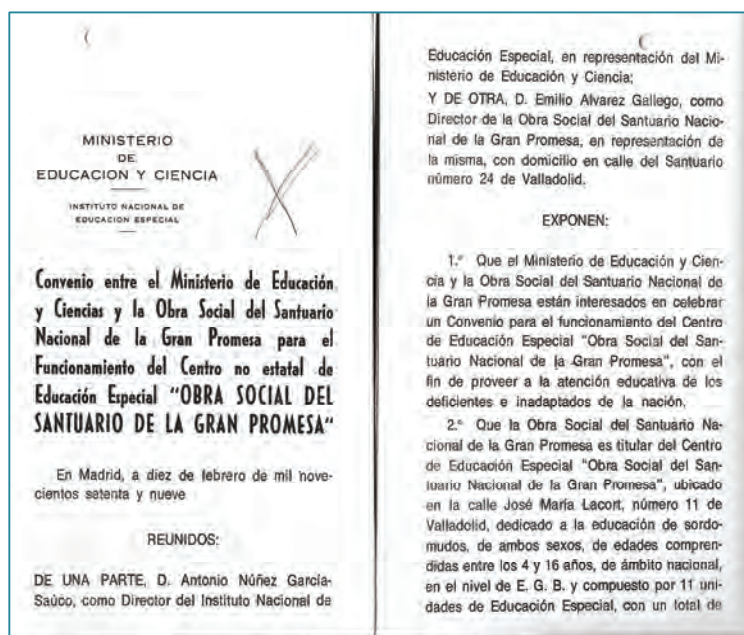 MINISTERIO
DE
EDUCACION Y CIENCIA
INSTITUTO NACIONAL DE
EDUCACION ESPECIAL
Convenio entre el Ministerio de Educación
y Ciencias y la Obra Social del Santuario
Nacional de la Gran Promesa para el
Funcionamiento del Centro no estatal de
Educación Especial "OBRA SOCIAL DEL
SANTUARIO DE LA GRAN PROMESA"
En Madrid, a diez de febrero de mil nove-
cientos setenta y nueve
REUNIDOS:
DE UNA PARTE, D. Antonio Núñez García-
Saúco, como Director del Instituto Nacional de
Educación Especial, en representación del Mi-
nisterio de Educación y Ciencia;
Y DE OTRA, D. Emilio Alvarez Gallego, como
Director de la Obra Social del Santuario Nacio-
nal de la Gran Promesa, en representación de
la misma, con domicilio en calle del Santuario
número 24 de Valladolid.
EXPONEN:
1.º Que el Ministerio de Educación y Cien-
cia y la Obra Social del Santuario Nacional de
la Gran Promesa están interesados en celebrar
un Convenio para el funcionamiento del Centro
de Educación Especial "Obra Social del San-
tuario Nacional de la Gran Promesa", con el
fin de proveer a la atención educativa de los
deficientes e inadaptados de la nación.
2.º Que la Obra Social del Santuario Na-
cional de la Gran Promesa es titular del Centro
de Educación Especial "Obra Social del San-
tuario Nacional de la Gran Promesa", ubicado
en la calle José María Lacort, número 11 de
Valladolid, dedicado a la educación de sordo-
mudos, de ambos sexos, de edades compren-
didas entre los 4 y 16 años, de ámbito nacional,
en el nivel de E. G. B. y compuesto por 11 uni-
dades de Educación Especial, con un total de